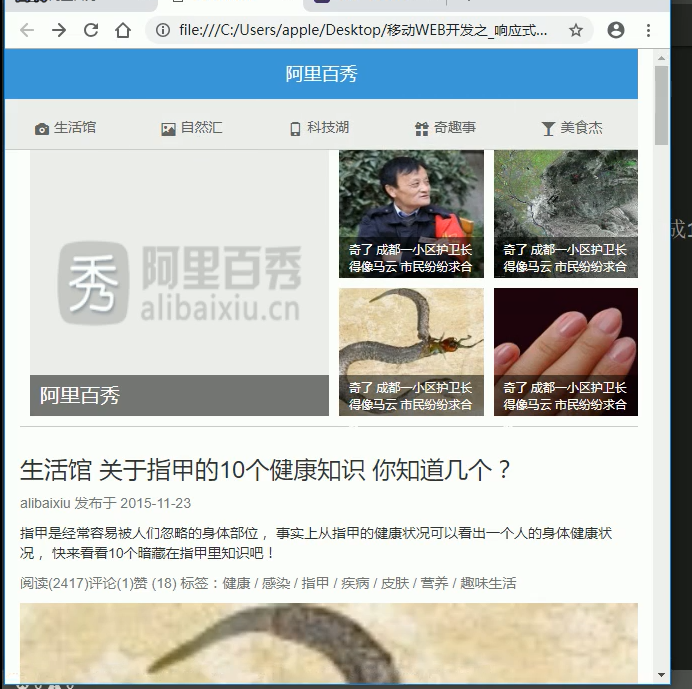 file:///C:/Users/apple/Desktop/移动WEB开发之_响应式...
阿里百秀
生活馆 自然汇 科技湖 奇趣事 美食杰
秀 阿里百秀
alibaixiu.cn
阿里百秀
奇了 成都一小区护卫长
得像马云 市民纷纷求合
奇了 成都一小区护卫长
得像马云 市民纷纷求合
奇了 成都一小区护卫长
得像马云 市民纷纷求合
奇了 成都一小区护卫长
得像马云 市民纷纷求合
生活馆 关于指甲的10个健康知识 你知道几个？
alibaixiu 发布于 2015-11-23
指甲是经常容易被人们忽略的身体部位， 事实上从指甲的健康状况可以看出一个人的身体健康状
况， 快来看看10个暗藏在指甲里知识吧！
阅读(2417)评论(1)赞 (18) 标签：健康 / 感染 / 指甲 / 疾病 / 皮肤 / 营养 / 趣味生活